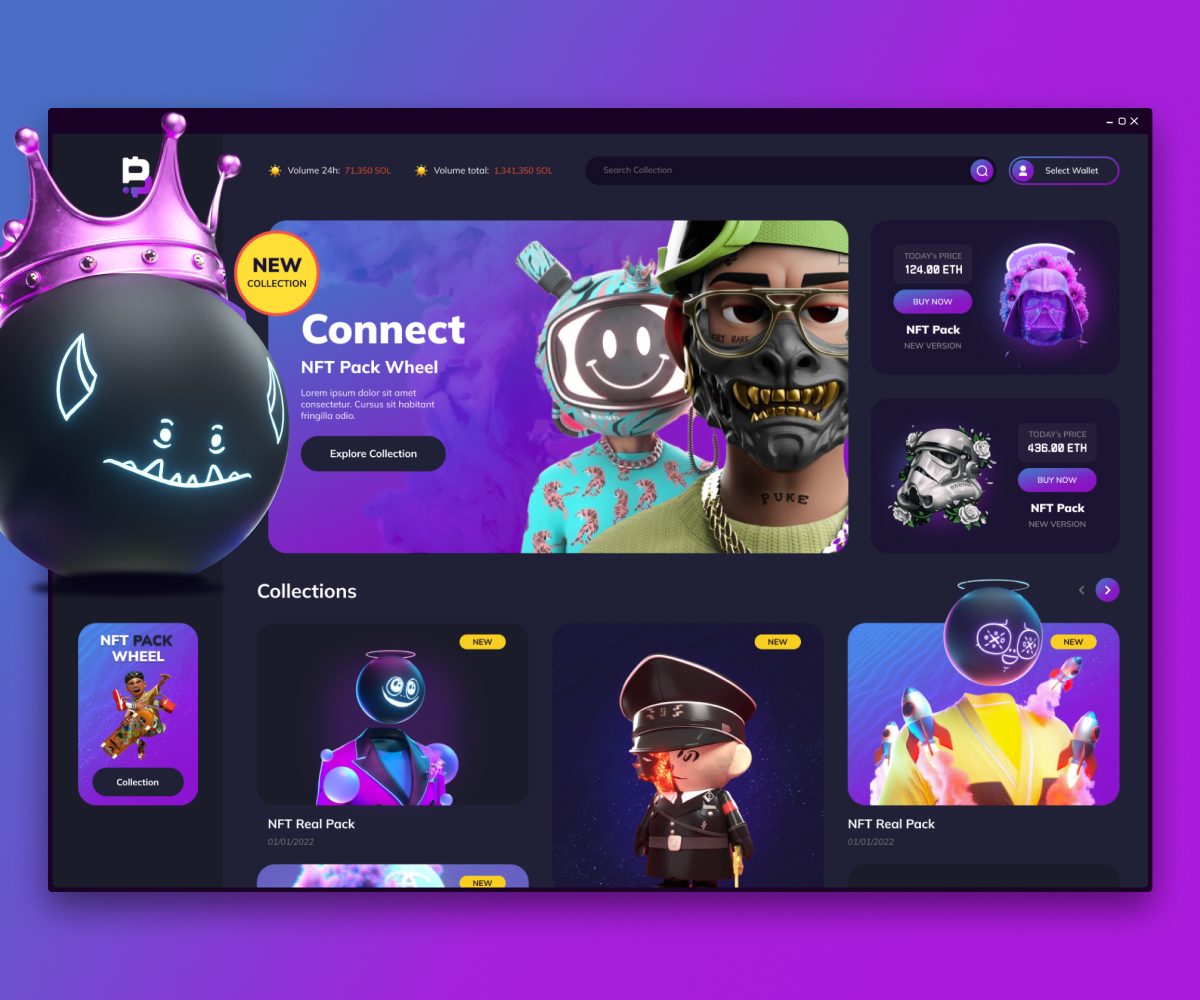 Volume 24h: 71,350 SOL
Volume total: 1,341,350 SOL
Search Collection
Select Wallet
NEW
COLLECTION
Connect
NFT Pack Wheel
Lorem ipsum dolor sit amet
consectetur. Cursus sit habitant
fringilla odio.
Explore Collection
PUKE
TODAY's PRICE
124.00 ETH
BUY NOW
NFT Pack
NEW VERSION
TODAY's PRICE
436.00 ETH
BUY NOW
NFT Pack
NEW VERSION
Collections
NFT PACK
WHEEL
Collection
NEW
NFT Real Pack
01/01/2022
NEW
NEW
NEW
NFT Real Pack
01/01/2022